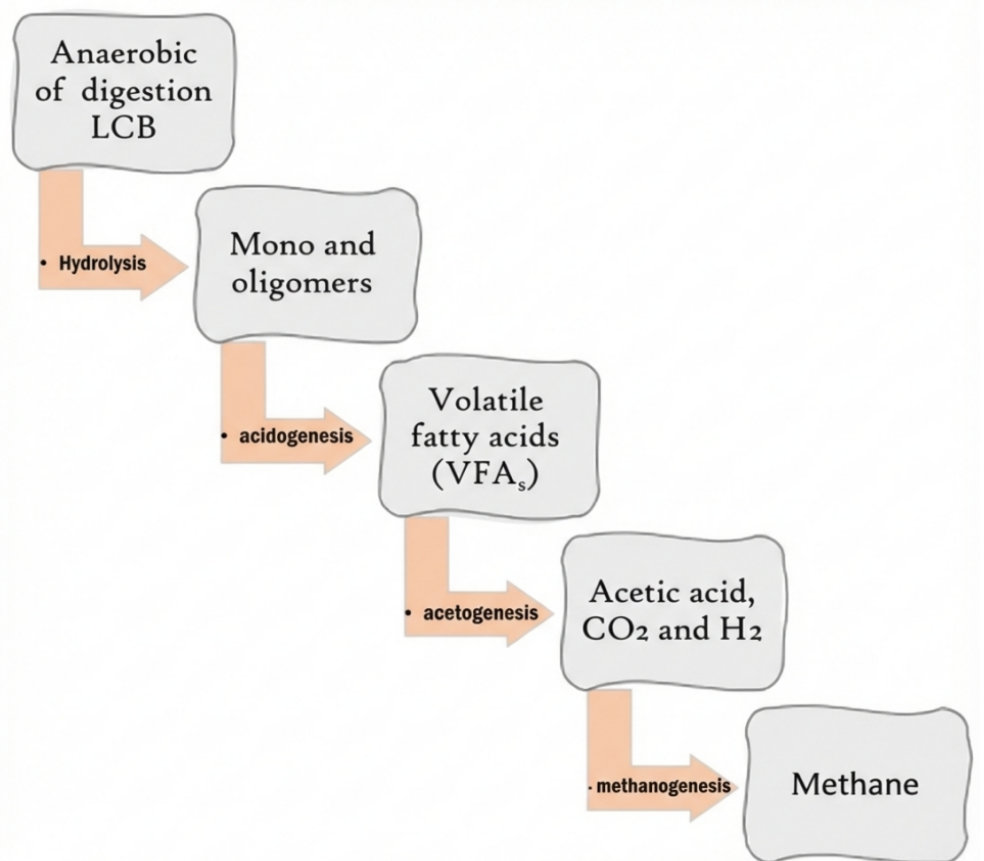 Anaerobic
of digestion
LCB
• Hydrolysis
Mono and
oligomers
• acidogenesis
Volatile
fatty acids
(VFAₛ)
• acetogenesis
Acetic acid,
CO2 and H2
· methanogenesis
Methane